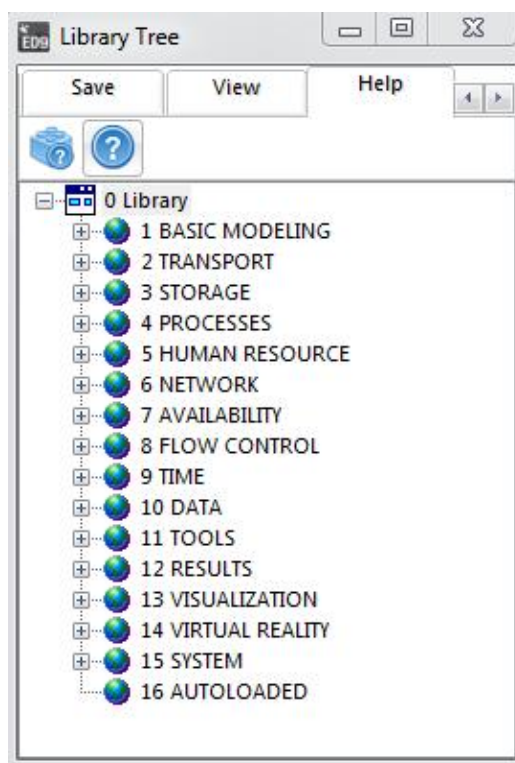 ED9 Library Tree
Save View Help
0 Library
1 BASIC MODELING
2 TRANSPORT
3 STORAGE
4 PROCESSES
5 HUMAN RESOURCE
6 NETWORK
7 AVAILABILITY
8 FLOW CONTROL
9 TIME
10 DATA
11 TOOLS
12 RESULTS
13 VISUALIZATION
14 VIRTUAL REALITY
15 SYSTEM
16 AUTOLOADED